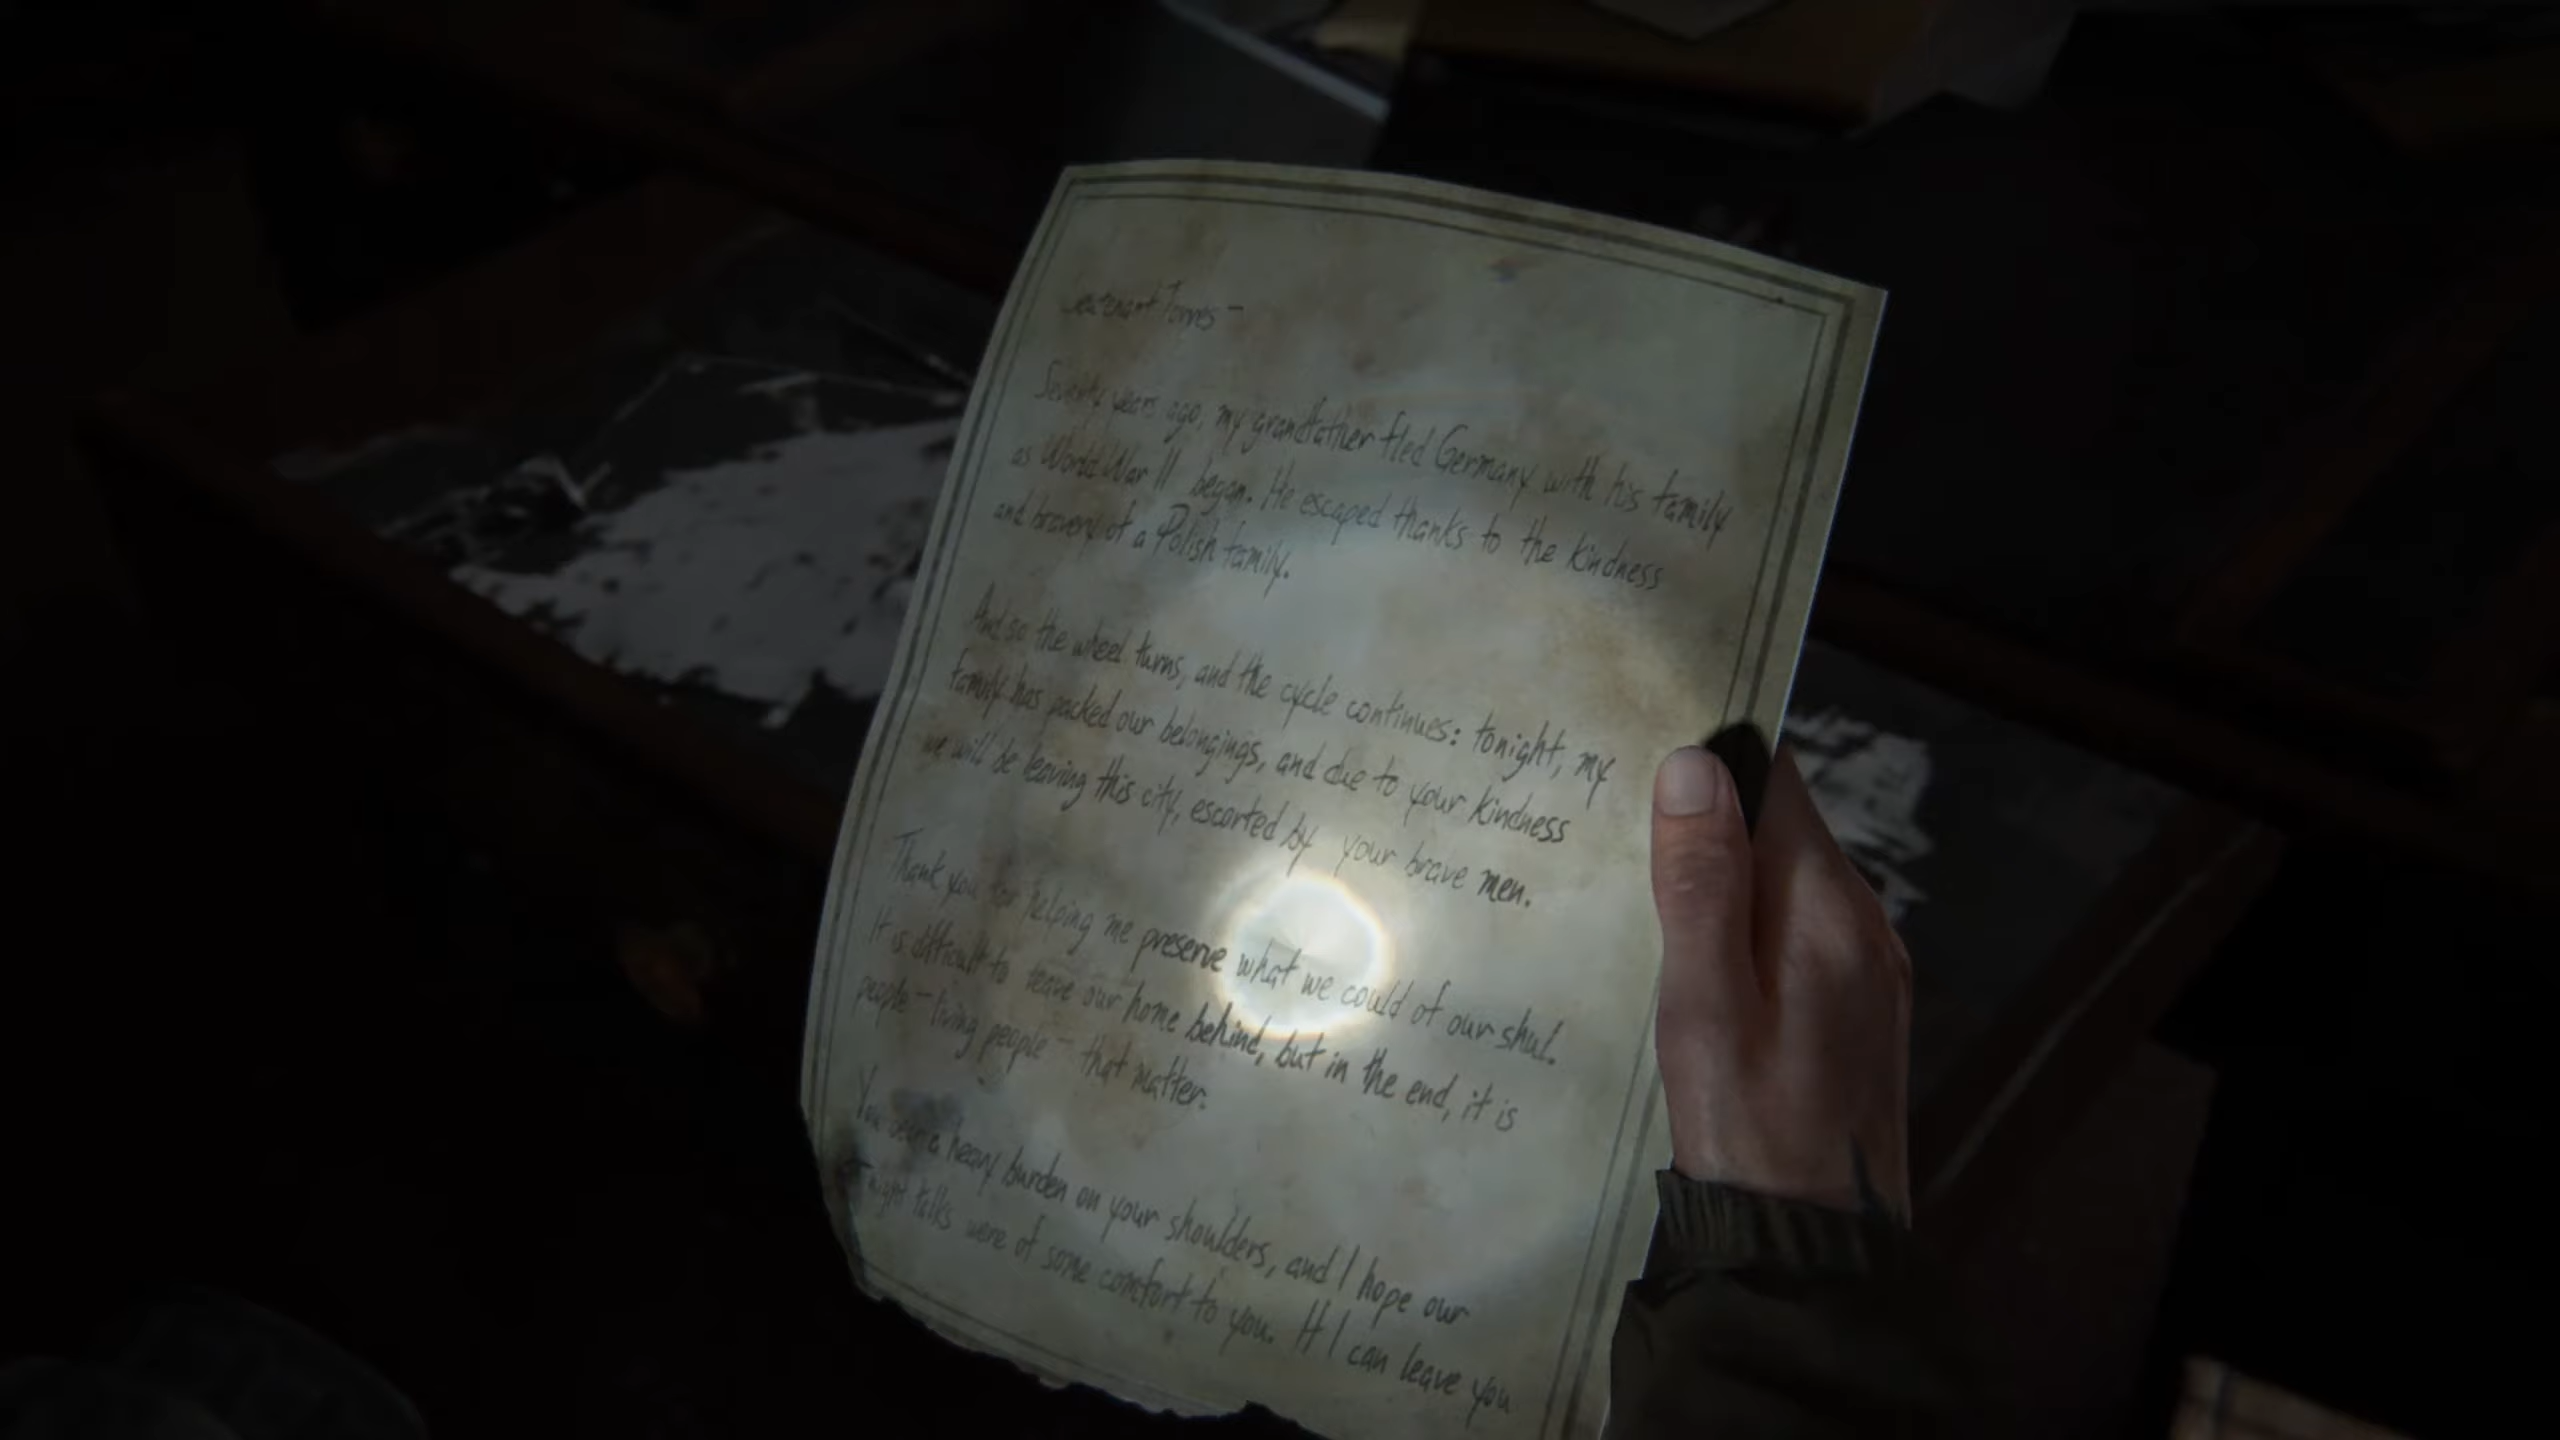 Lieutenant Torres -
Seventy years ago, my grandfather fled Germany with his family
as World War II began. He escaped thanks to the kindness
and bravery of a Polish family.
And so the wheel turns, and the cycle continues: tonight, my
family has packed our belongings, and due to your kindness
we will be leaving this city, escorted by your brave men.
Thank you for helping me preserve what we could of our shul.
It is difficult to leave our home behind, but in the end, it is
people - living people - that matter.
You bear a heavy burden on your shoulders, and I hope our
night talks were of some comfort to you. If I can leave you